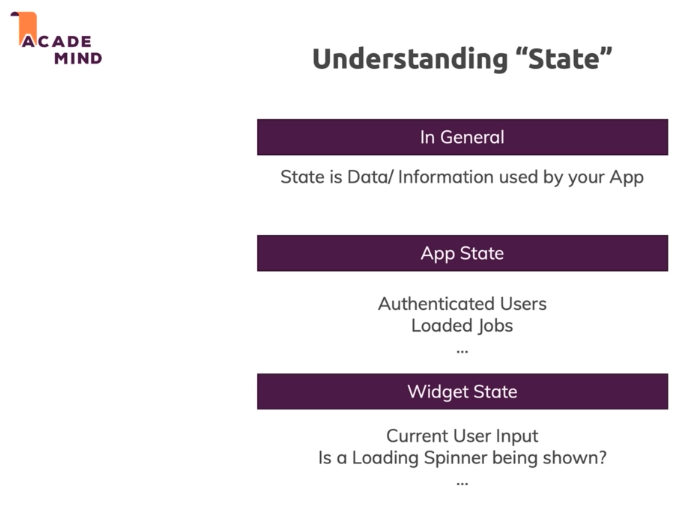 ACADE
MIND
Understanding “State”
In General
State is Data/ Information used by your App
App State
Authenticated Users
Loaded Jobs
...
Widget State
Current User Input
Is a Loading Spinner being shown?
...